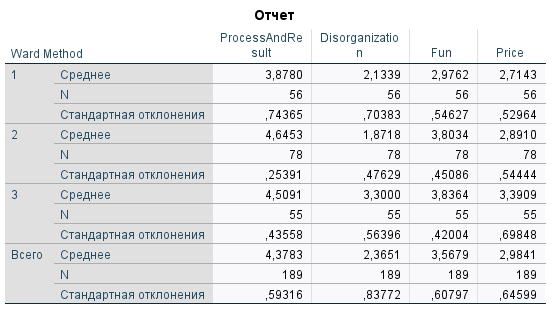 Отчет
Ward Method ProcessAndRe Disorganizatio Fun Price
sult n
1 Среднее 3,8780 2,1339 2,9762 2,7143
N 56 56 56 56
Стандартная отклонения ,74365 ,70383 ,54627 ,52964
2 Среднее 4,6453 1,8718 3,8034 2,8910
N 78 78 78 78
Стандартная отклонения ,25391 ,47629 ,45086 ,54444
3 Среднее 4,5091 3,3000 3,8364 3,3909
N 55 55 55 55
Стандартная отклонения ,43558 ,56396 ,42004 ,69848
Всего Среднее 4,3783 2,3651 3,5679 2,9841
N 189 189 189 189
Стандартная отклонения ,59316 ,83772 ,60797 ,64599